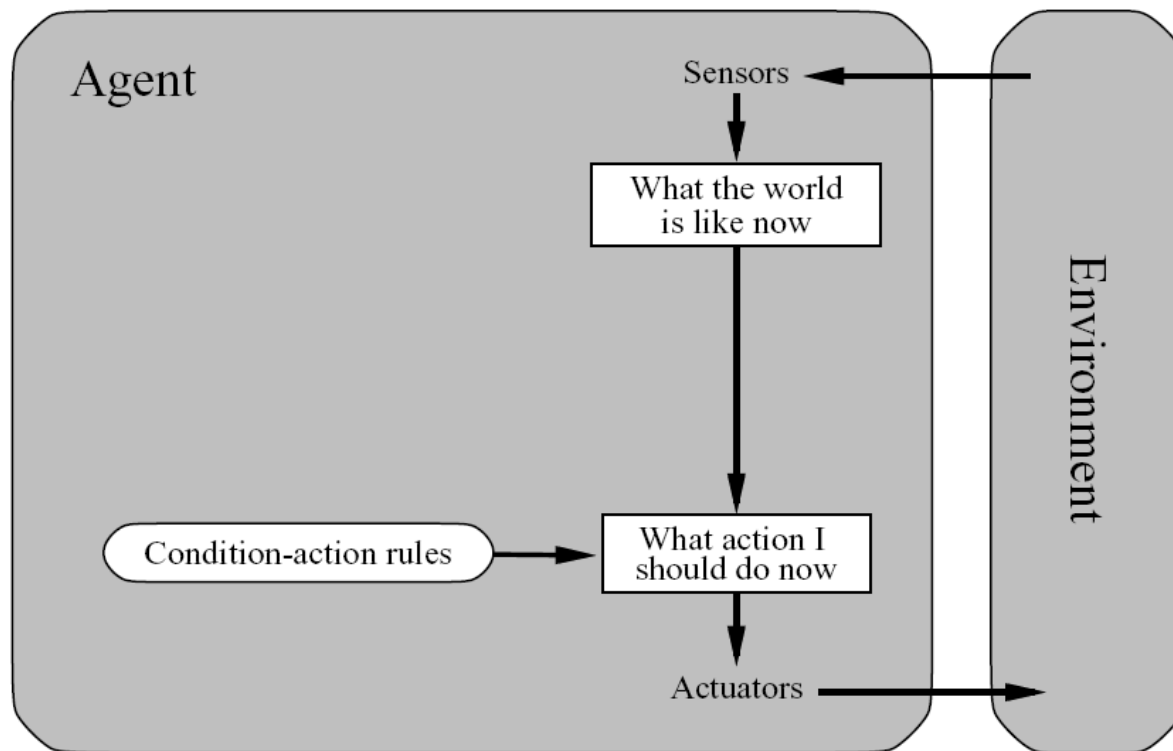 Agent
Sensors
What the world
is like now
Environment
Condition-action rules
What action I
should do now
Actuators